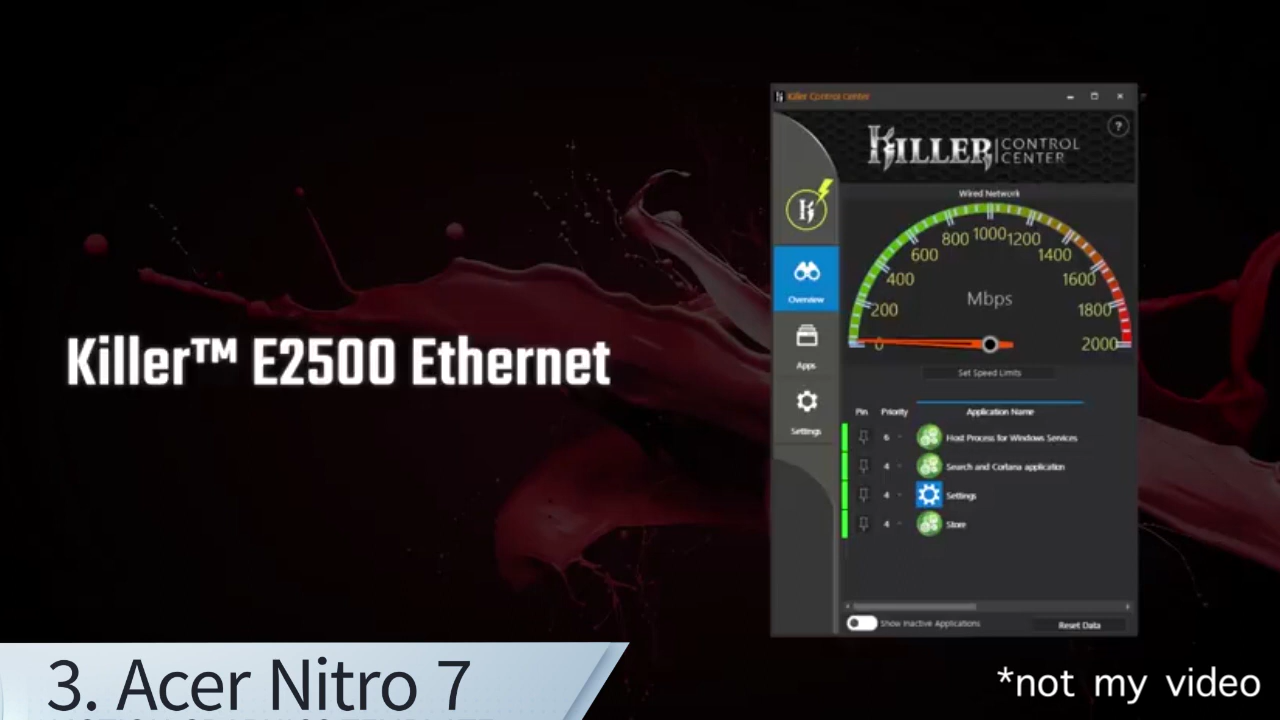 Killer Control Center
?
KILLER CONTROL CENTER
Wired Network
0 200 400 600 800 1000 1200 1400 1600 1800 2000
Mbps
Set Speed Limits
Overview
Apps
Settings
Pin Priority Application Name
6 Host Process for Windows Services
4 Search and Cortana application
4 Settings
4 Store
Show Inactive Applications
Reset Data
Killer™ E2500 Ethernet
3. Acer Nitro 7
*not my video